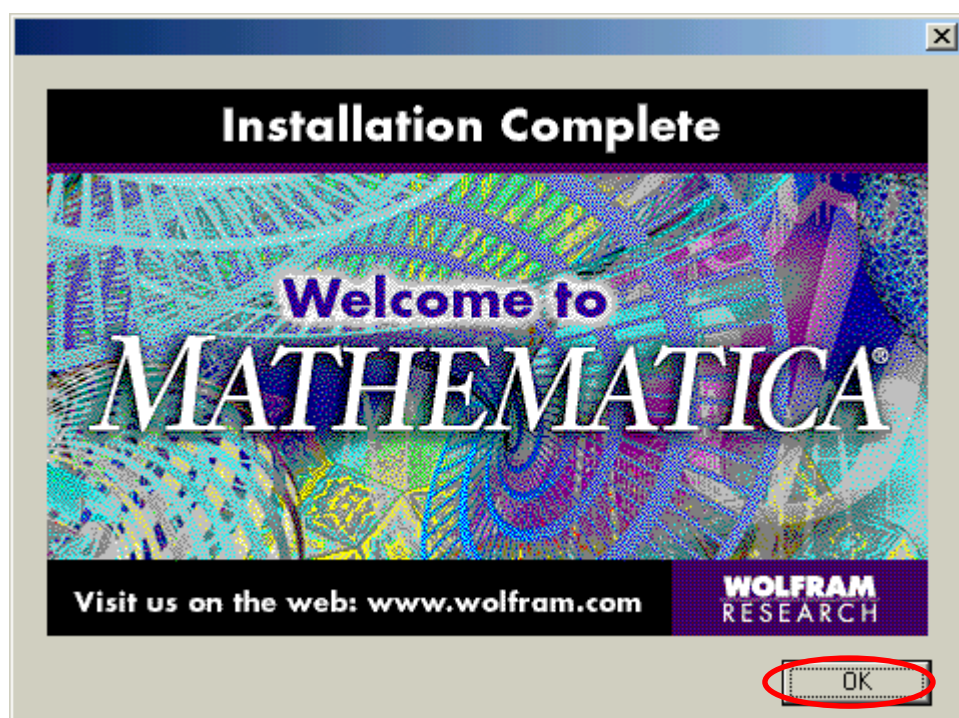 Installation Complete
Welcome to
MATHEMATICA®
Visit us on the web: www.wolfram.com
WOLFRAM
RESEARCH
OK